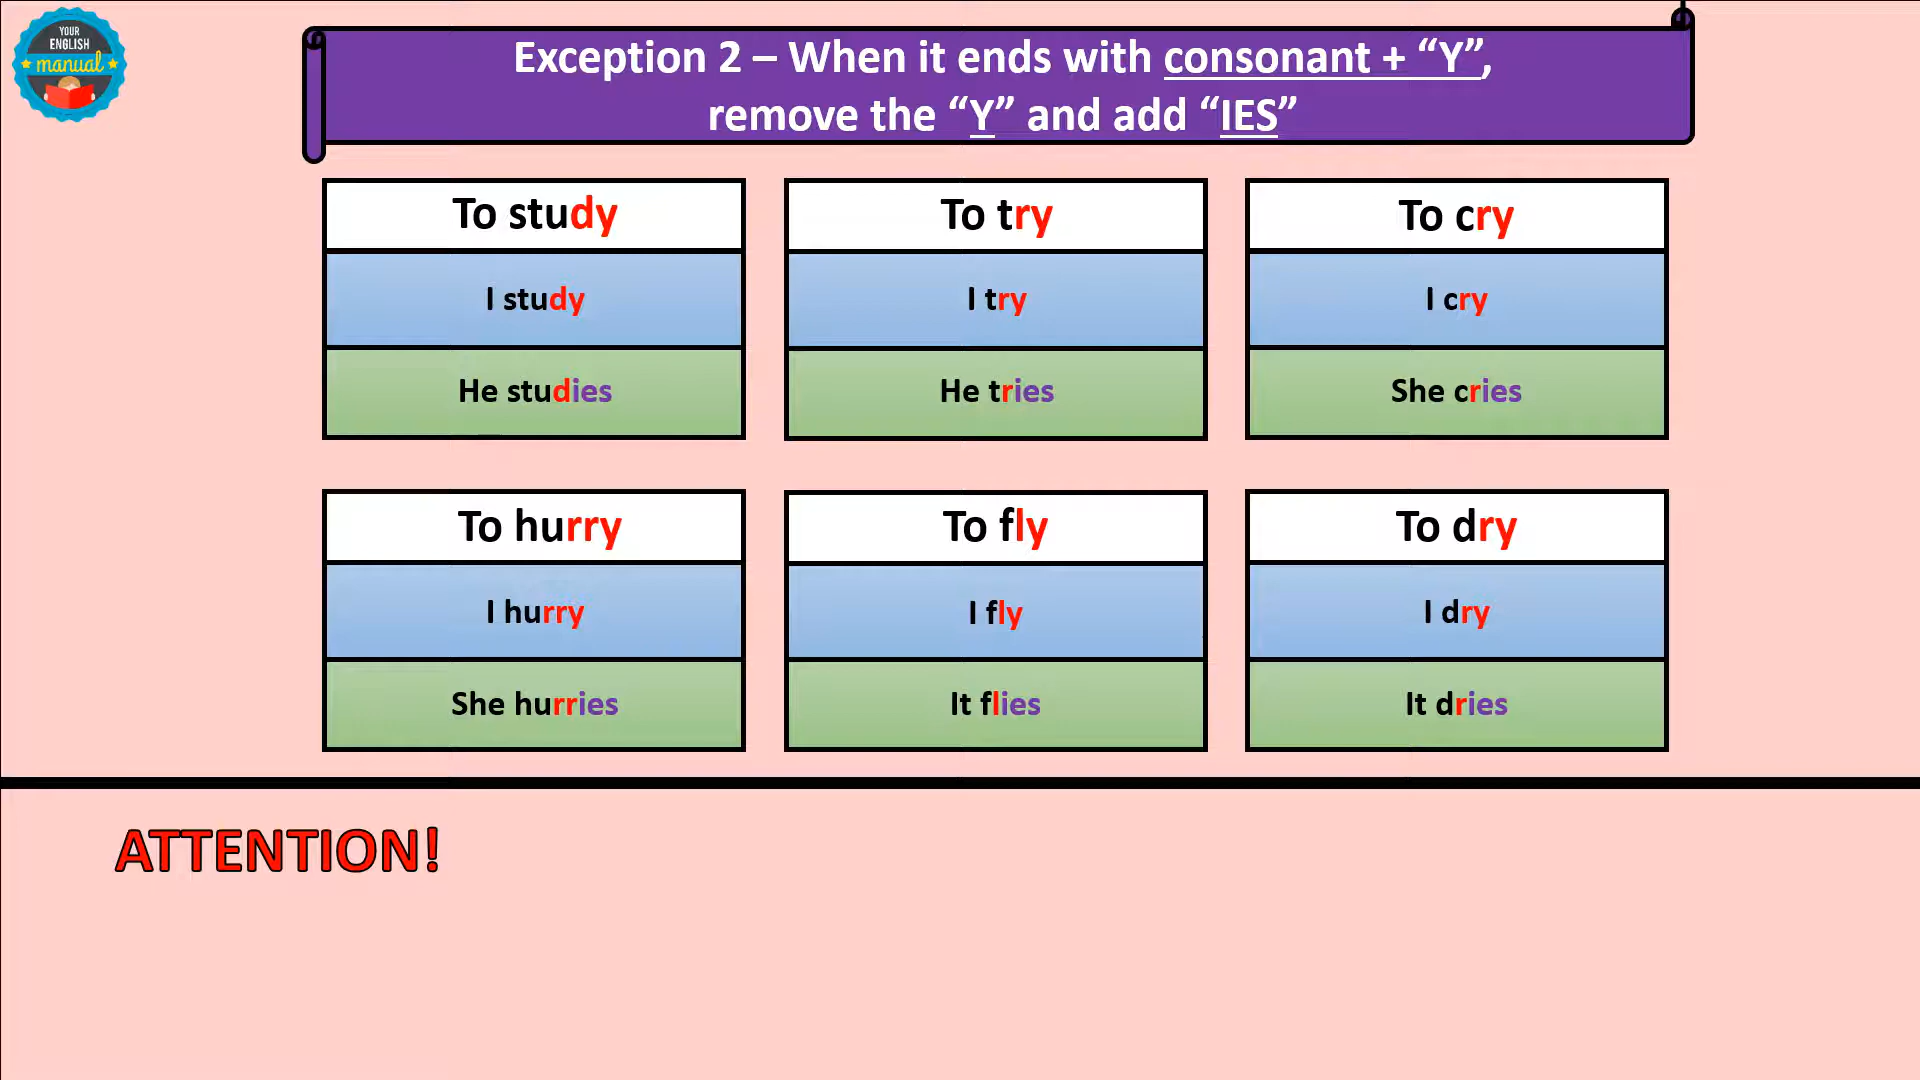 YOUR
ENGLISH
manual
Exception 2 – When it ends with consonant + “Y”,
remove the “Y” and add “IES”
To study
I study
He studies
To try
I try
He tries
To cry
I cry
She cries
To hurry
I hurry
She hurries
To fly
I fly
It flies
To dry
I dry
It dries
ATTENTION!